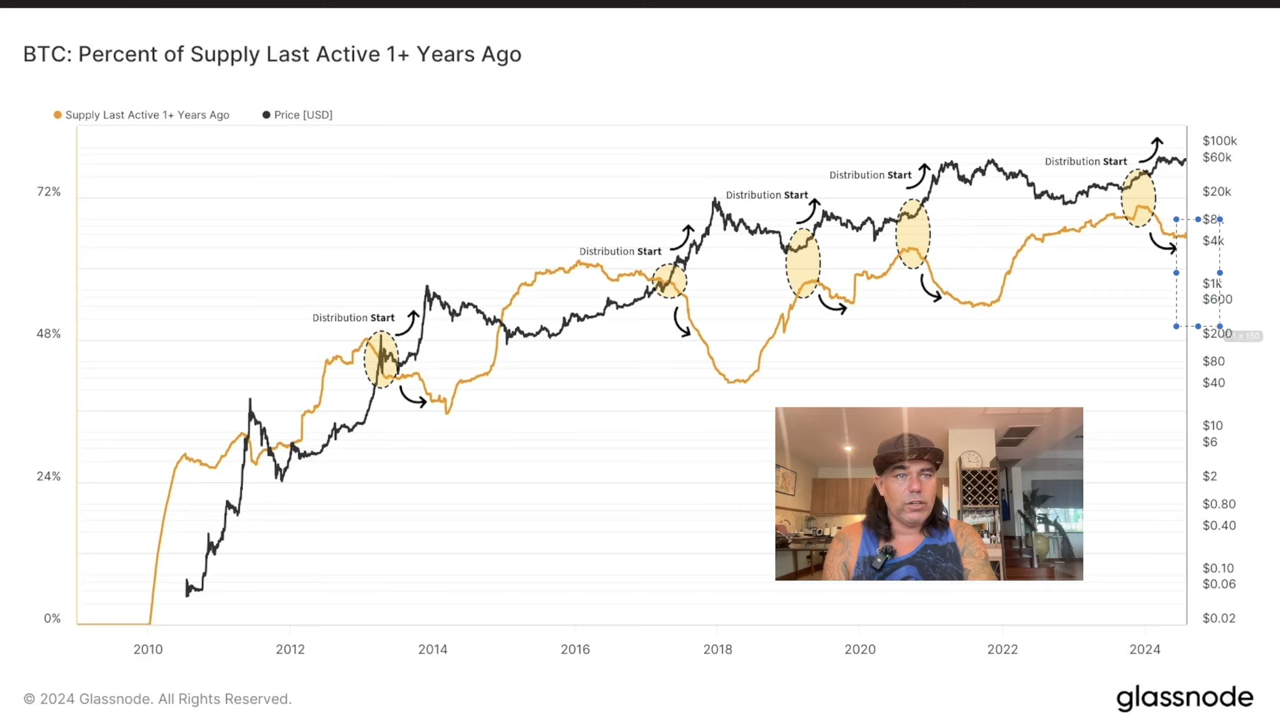 BTC: Percent of Supply Last Active 1+ Years Ago
Supply Last Active 1+ Years Ago
Price [USD]
$100k
$60k
$20k
$4k
$1k
$600
$200
$80
$40
$10
$6
$2
$0.80
$0.40
$0.10
$0.06
$0.02
72%
48%
24%
0%
Distribution Start
Distribution Start
Distribution Start
Distribution Start
Distribution Start
2010
2012
2014
2016
2018
2020
2022
2024
© 2024 Glassnode. All Rights Reserved.
glassnode